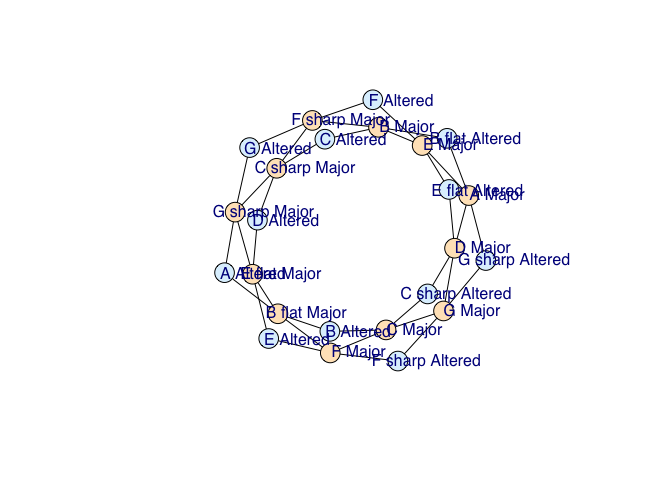 F Altered
F sharp Major
B Major
C Altered
B flat Altered
E Major
G Altered
C sharp Major
E flat Altered
A Major
G sharp Major
D Altered
D Major
G sharp Altered
A Altered
E flat Major
C sharp Altered
B flat Major
G Major
B Altered
C Major
E Altered
F Major
F sharp Altered